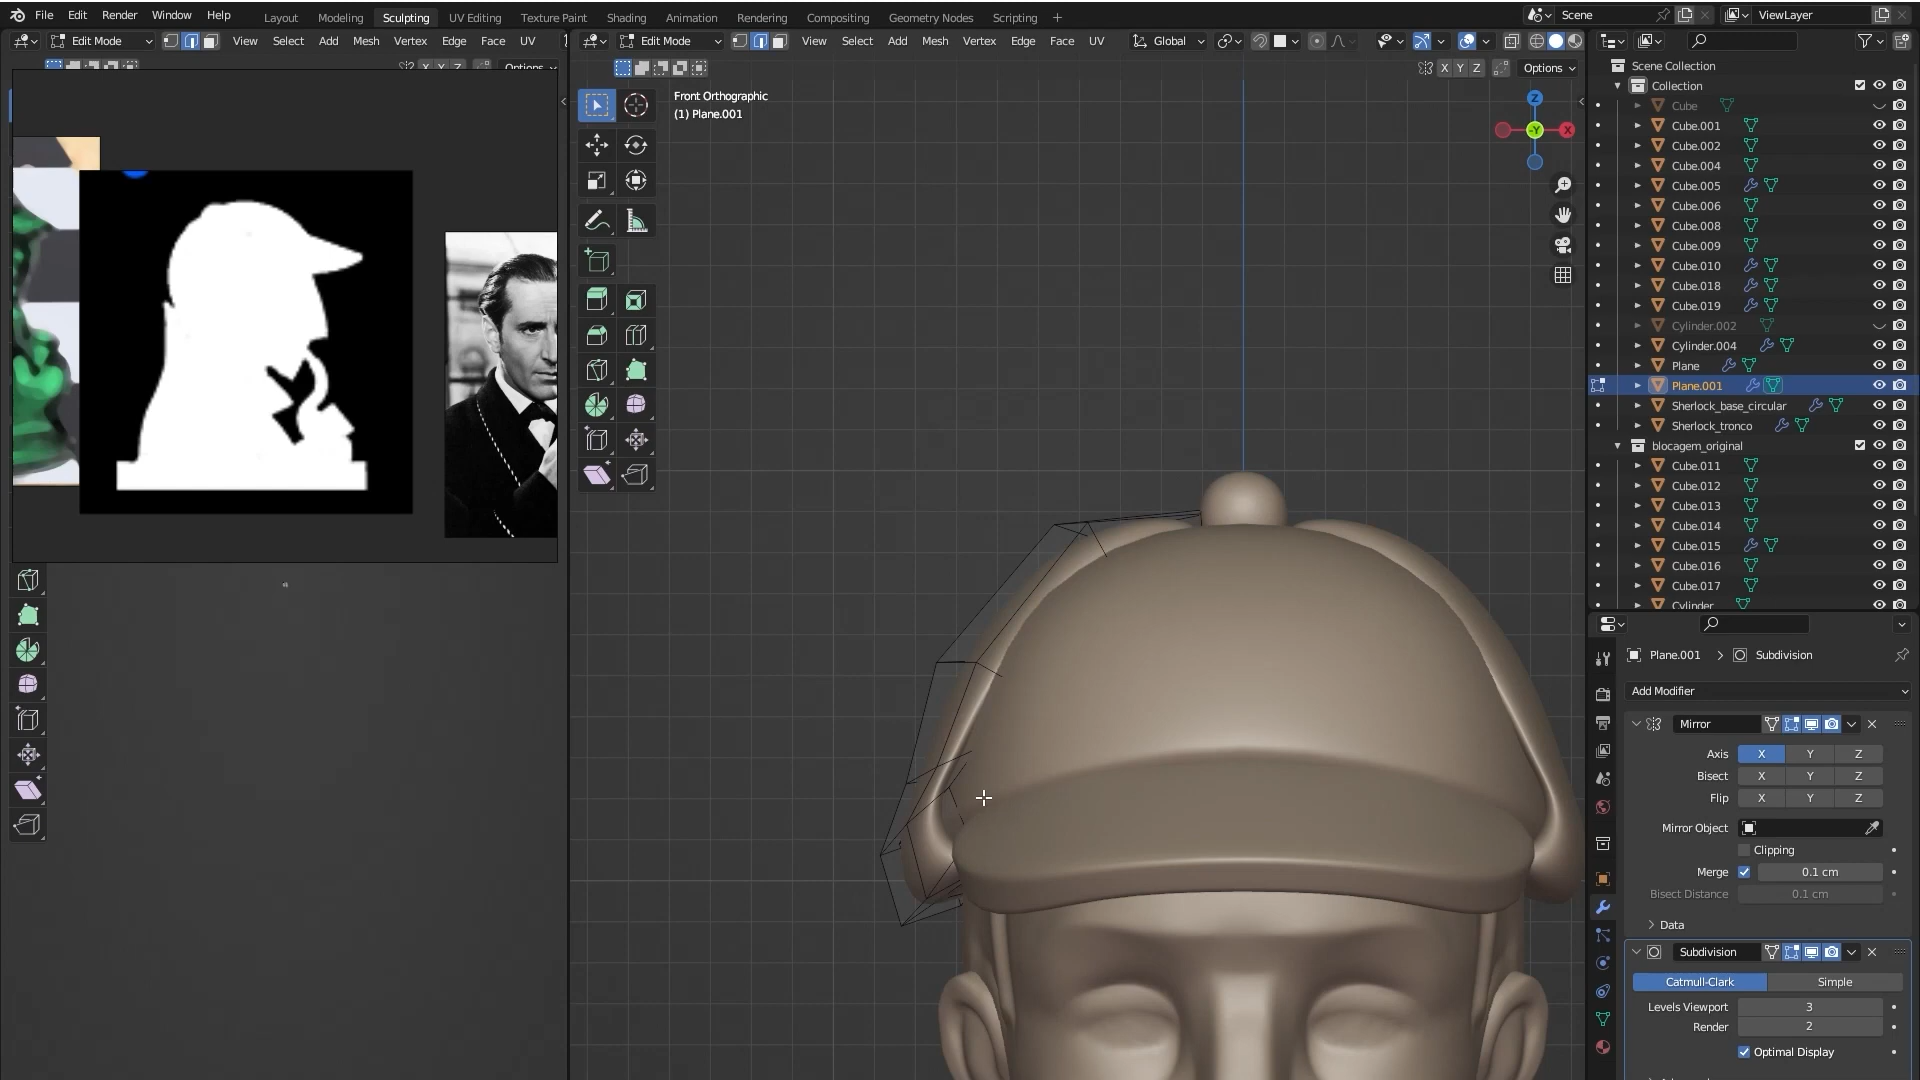 File Edit Render Window Help
Layout Modeling Sculpting UV Editing Texture Paint Shading Animation Rendering Compositing Geometry Nodes Scripting +
Scene
ViewLayer
Edit Mode View Select Add Mesh Vertex Edge Face UV
Edit Mode View Select Add Mesh Vertex Edge Face UV
Global
X Y Z
Options
X Y Z
Options
Front Orthographic
(1) Plane.001
Z
-Y
X
Scene Collection
Collection
Cube
Cube.001
Cube.002
Cube.004
Cube.005
Cube.006
Cube.008
Cube.009
Cube.010
Cube.018
Cube.019
Cylinder.002
Cylinder.004
Plane
Plane.001
Sherlock_base_circular
Sherlock_tronco
blocagem_original
Cube.011
Cube.012
Cube.013
Cube.014
Cube.015
Cube.016
Cube.017
Cylinder
Plane.001 > Subdivision
Add Modifier
Mirror
Axis X Y Z
Bisect X Y Z
Flip X Y Z
Mirror Object
Clipping
Merge 0.1 cm
Bisect Distance 0.1 cm
Data
Subdivision
Catmull-Clark Simple
Levels Viewport 3
Render 2
Optimal Display